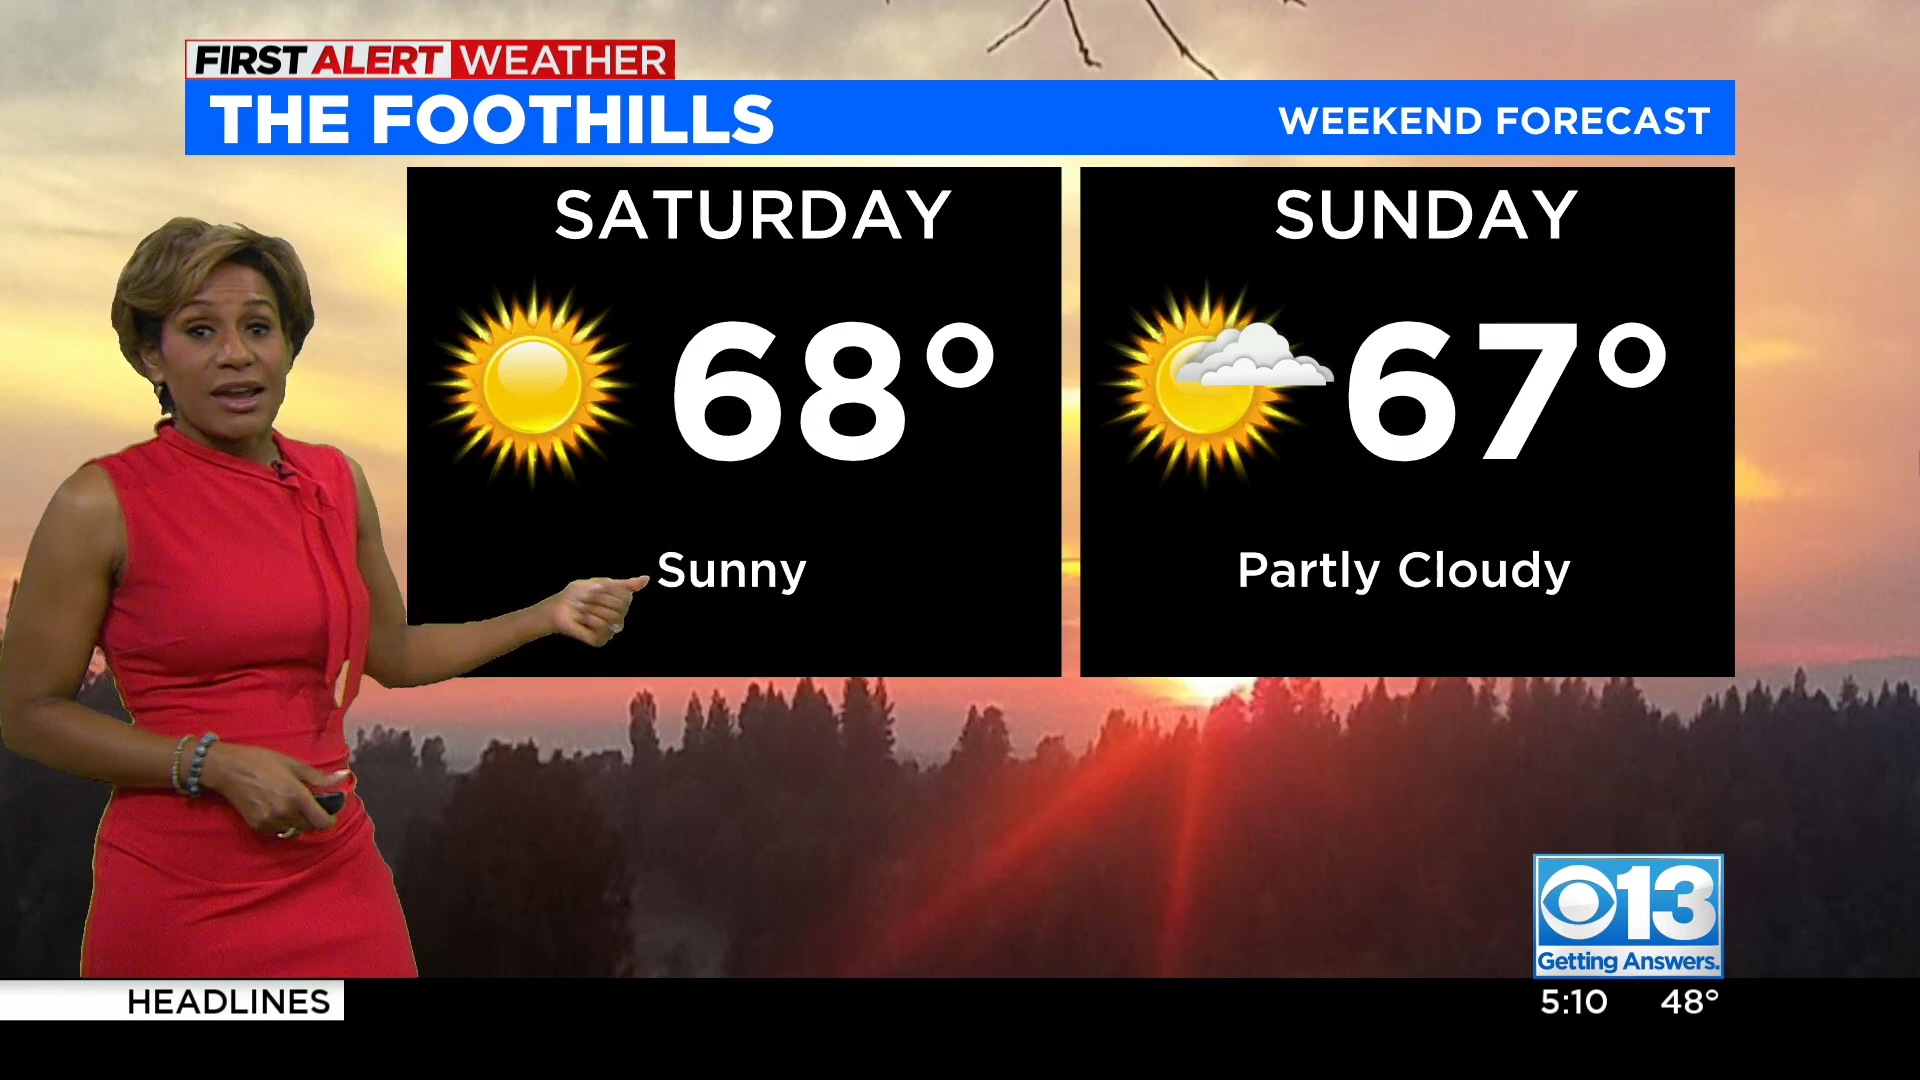 FIRST ALERT WEATHER
THE FOOTHILLS
WEEKEND FORECAST
SATURDAY
68°
Sunny
SUNDAY
67°
Partly Cloudy
13
Getting Answers.
HEADLINES
5:10 48°